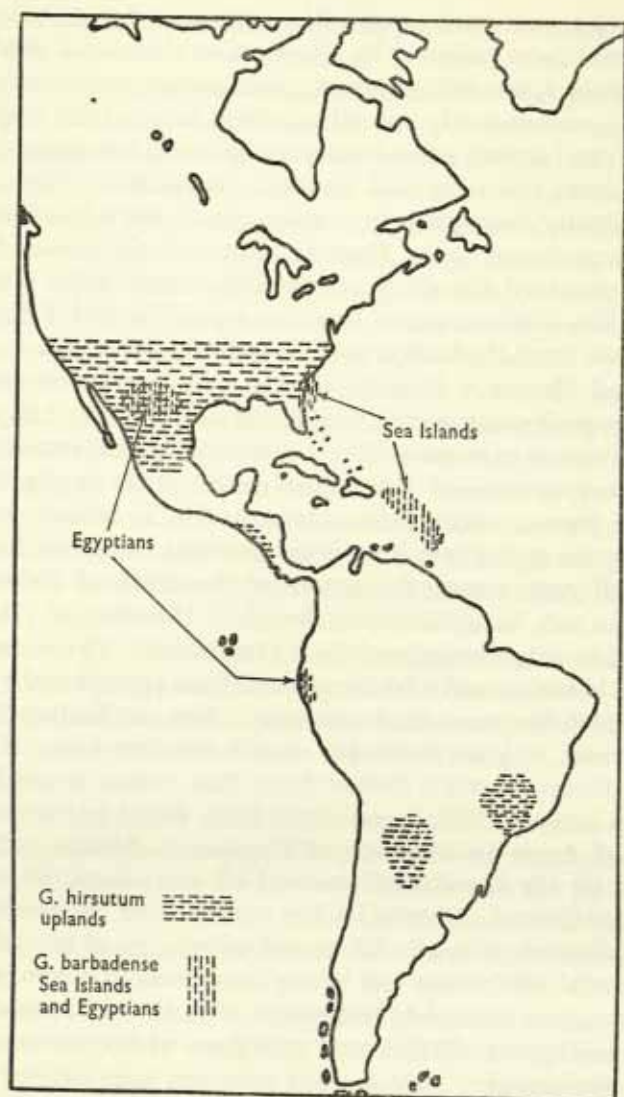 Sea Islands
Egyptians
G. hirsutum
uplands
G. barbadense
Sea Islands
and Egyptians